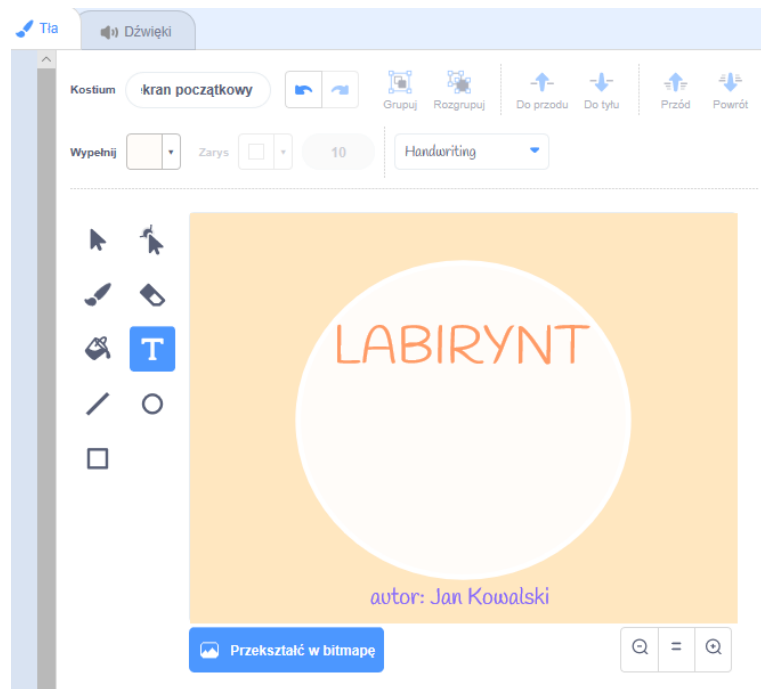 Tła
Dźwięki
Kostium
kran początkowy
Grupuj
Rozgrupuj
Do przodu
Do tyłu
Przód
Powrót
Wypełnij
Zarys
10
Handwriting
T
LABIRYNT
autor: Jan Kowalski
Przekształć w bitmapę